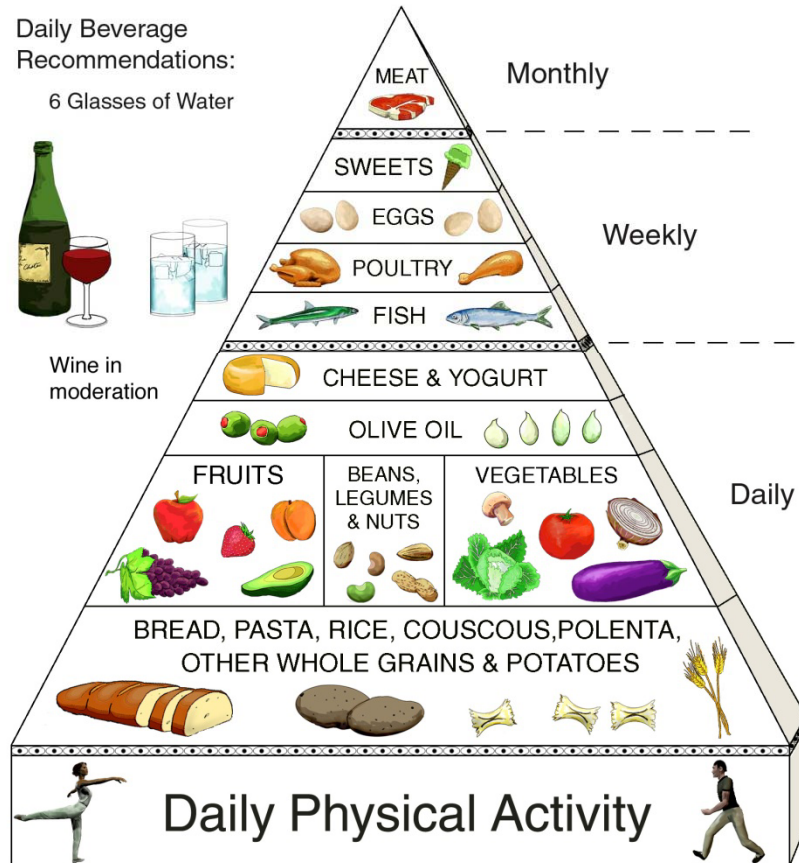 Daily Beverage
Recommendations:
6 Glasses of Water
Wine in
moderation
MEAT
Monthly
SWEETS
EGGS
POULTRY
FISH
Weekly
CHEESE & YOGURT
OLIVE OIL
FRUITS
BEANS,
LEGUMES
& NUTS
VEGETABLES
Daily
BREAD, PASTA, RICE, COUSCOUS,POLENTA,
OTHER WHOLE GRAINS & POTATOES
Daily Physical Activity